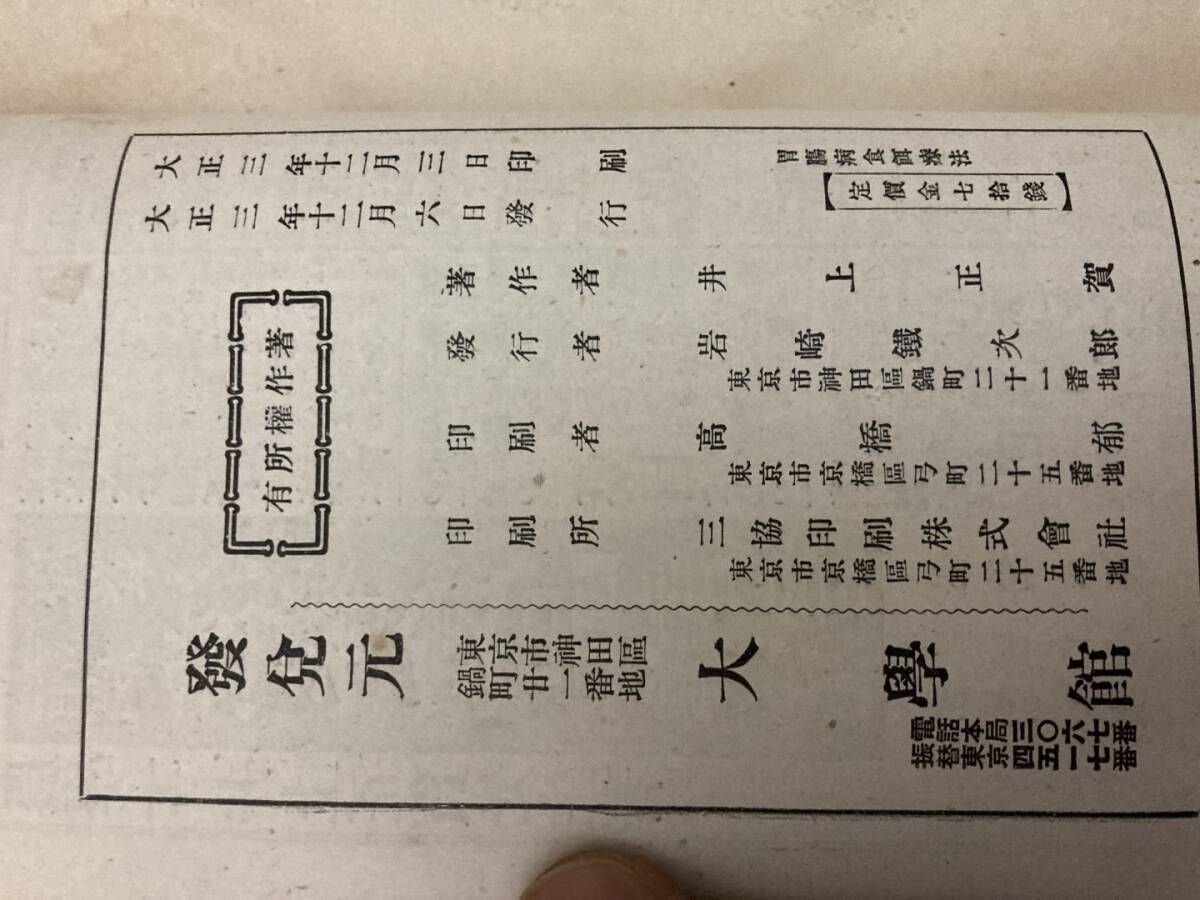 大正三年十二月三日印刷
大正三年十二月六日發行
胃腸病食餌療法
定價金七拾錢
著作權所有
著作者 井上正賀
發行者 岩崎鐵次郎
東京市神田區鍋町二十一番地
印刷者 高橋郁
東京市京橋區弓町二十五番地
印刷所 三協印刷株式會社
東京市京橋區弓町二十五番地
發兌元
東京市神田區
鍋町廿一番地
大學館
電話本局三〇六七番
振替東京四五一七番